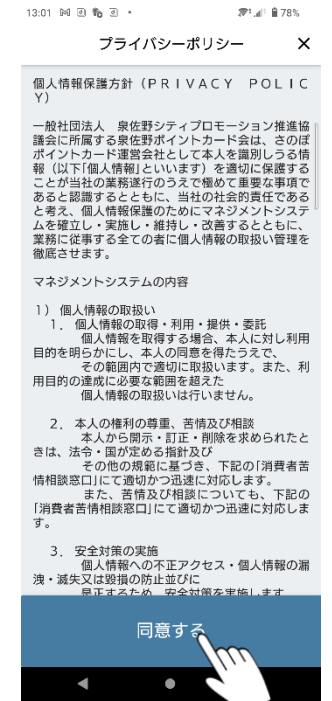 13:01
78%
プライバシーポリシー
個人情報保護方針(PRIVACY POLIC
Y)
一般社団法人 泉佐野シティプロモーション推進協
議会に所属する泉佐野ポイントカード会は、さのぽ
ポイントカード運営会社として本人を識別しうる情
報(以下「個人情報」といいます)を適切に保護する
ことが当社の業務遂行のうえで極めて重要な事項で
あると認識するとともに、当社の社会的責任である
と考え、個人情報保護のためにマネジメントシステ
ムを確立し・実施し・維持し・改善するとともに、
業務に従事する全ての者に個人情報の取扱い管理を
徹底させます。
マネジメントシステムの内容
1)個人情報の取扱い
1.個人情報の取得・利用・提供・委託
個人情報を取得する場合、本人に対し利用
目的を明らかにし、本人の同意を得たうえで、
その範囲内で適切に取扱います。また、利
用目的の達成に必要な範囲を超えた
個人情報の取扱いは行いません。
2.本人の権利の尊重、苦情及び相談
本人から開示・訂正・削除を求められたと
きは、法令・国が定める指針及び
その他の規範に基づき、下記の「消費者苦
情相談窓口」にて適切かつ迅速に対応します。
また、苦情及び相談についても、下記の
「消費者苦情相談窓口」にて適切かつ迅速に対応しま
す。
3.安全対策の実施
個人情報への不正アクセス・個人情報の漏
洩・滅失又は毀損の防止並びに
是正するため、安全対策を実施します
同意する